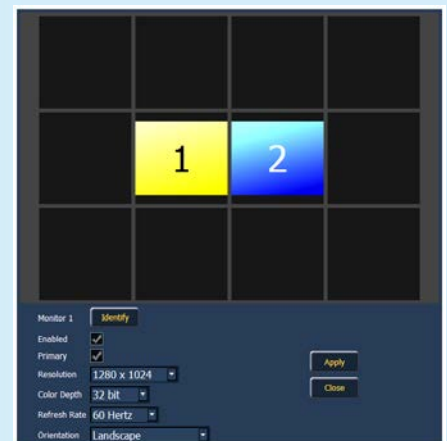 1 2
Monitor 1 Identify
Enabled
Primary
Apply
Resolution 1280 x 1024
Close
Color Depth 32 bit
Refresh Rate 60 Hertz
Orientation Landscape